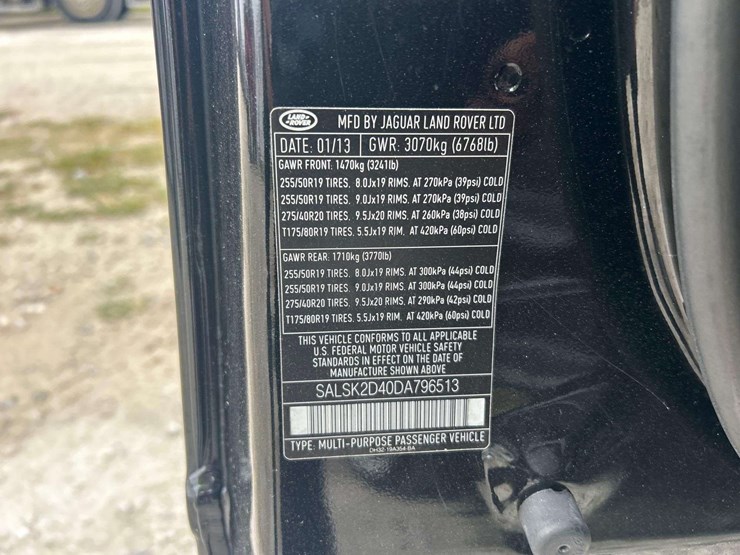 LAND-ROVER
MFD BY JAGUAR LAND ROVER LTD
DATE: 01/13 GWR: 3070kg (6768lb)
GAWR FRONT: 1470kg (3241lb)
255/50R19 TIRES. 8.0Jx19 RIMS. AT 270kPa (39psi) COLD
255/50R19 TIRES. 9.0Jx19 RIMS. AT 270kPa (39psi) COLD
275/40R20 TIRES. 9.5Jx20 RIMS. AT 260kPa (38psi) COLD
T175/80R19 TIRES. 5.5Jx19 RIM. AT 420kPa (60psi) COLD
GAWR REAR: 1710kg (3770lb)
255/50R19 TIRES. 8.0Jx19 RIMS. AT 300kPa (44psi) COLD
255/50R19 TIRES. 9.0Jx19 RIMS. AT 300kPa (44psi) COLD
275/40R20 TIRES. 9.5Jx20 RIMS. AT 290kPa (42psi) COLD
T175/80R19 TIRES. 5.5Jx19 RIM. AT 420kPa (60psi) COLD
THIS VEHICLE CONFORMS TO ALL APPLICABLE
U.S. FEDERAL MOTOR VEHICLE SAFETY
STANDARDS IN EFFECT ON THE DATE OF
MANUFACTURE SHOWN ABOVE
SALSK2D40DA796513
TYPE: MULTI-PURPOSE PASSENGER VEHICLE
DH32-19A354-BA